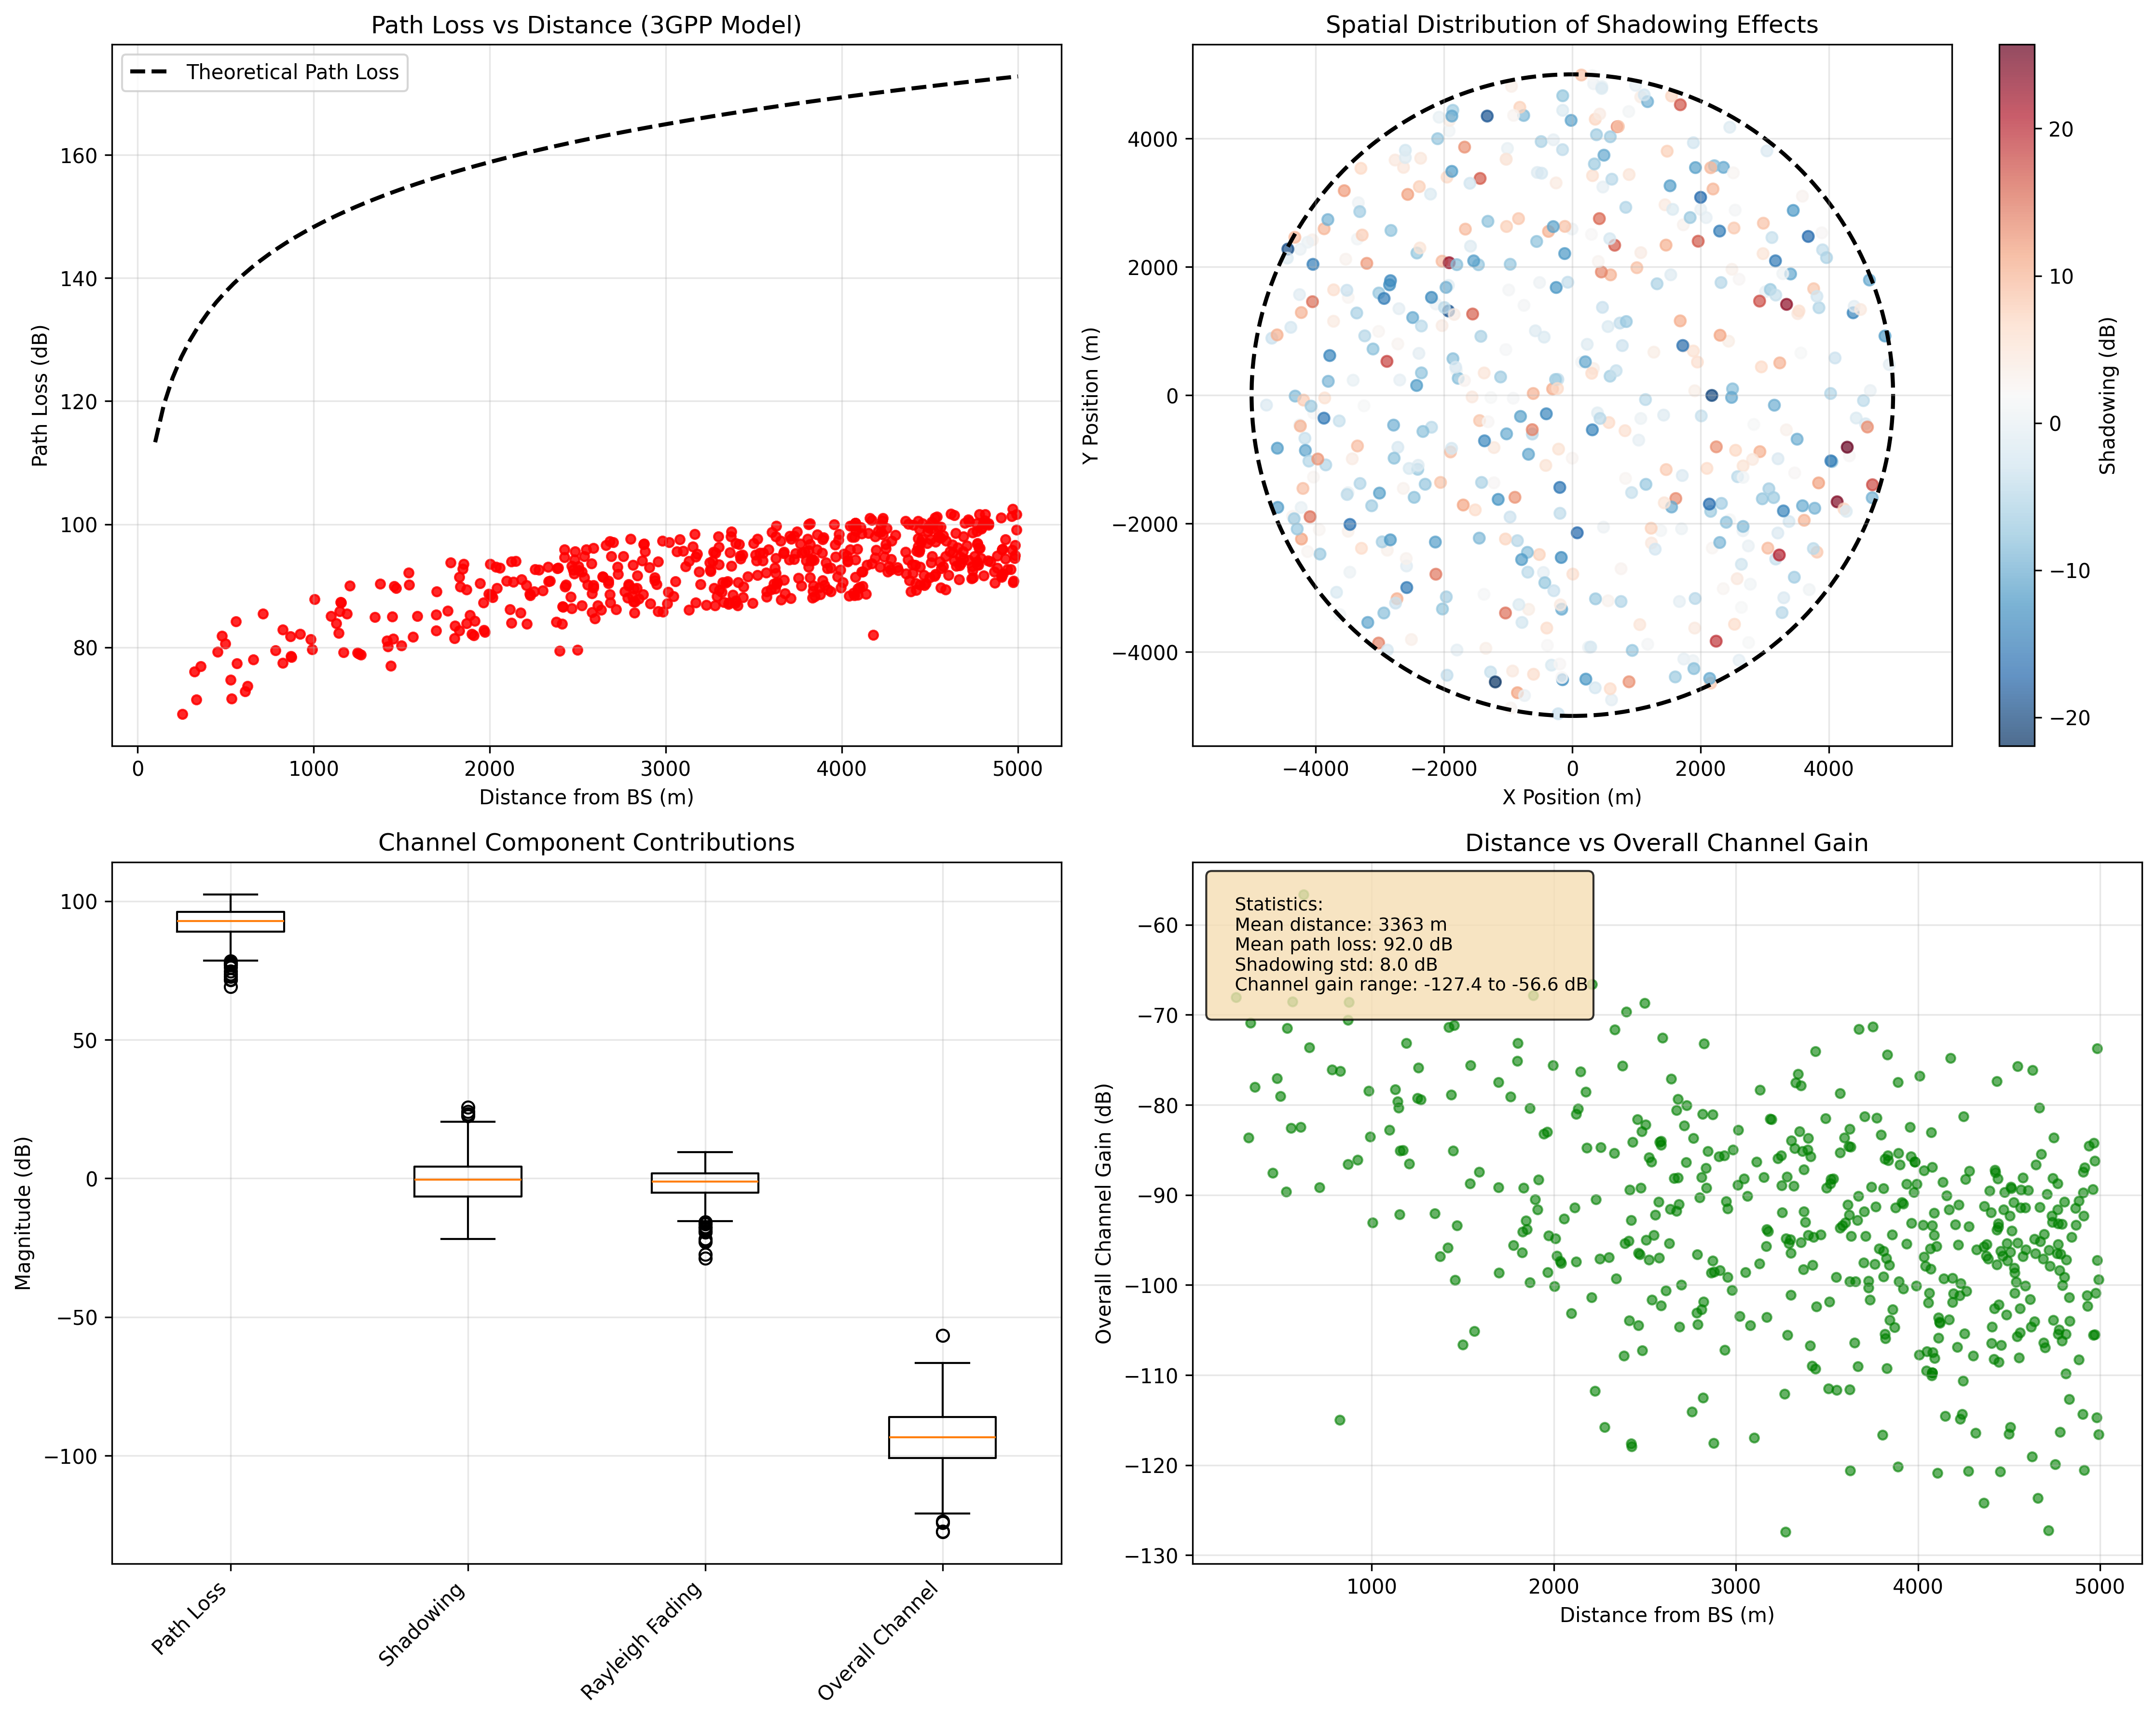 Path Loss vs Distance (3GPP Model)
Theoretical Path Loss
160
140
120
100
80
Path Loss (dB)
0
1000
2000
3000
4000
5000
Distance from BS (m)
Spatial Distribution of Shadowing Effects
4000
2000
0
−2000
−4000
Y Position (m)
−4000
−2000
0
2000
4000
X Position (m)
20
10
0
−10
−20
Shadowing (dB)
Channel Component Contributions
100
50
0
−50
−100
Magnitude (dB)
Path Loss
Shadowing
Rayleigh Fading
Overall Channel
Distance vs Overall Channel Gain
Statistics:
Mean distance: 3363 m
Mean path loss: 92.0 dB
Shadowing std: 8.0 dB
Channel gain range: -127.4 to -56.6 dB
−60
−70
−80
−90
−100
−110
−120
−130
Overall Channel Gain (dB)
1000
2000
3000
4000
5000
Distance from BS (m)